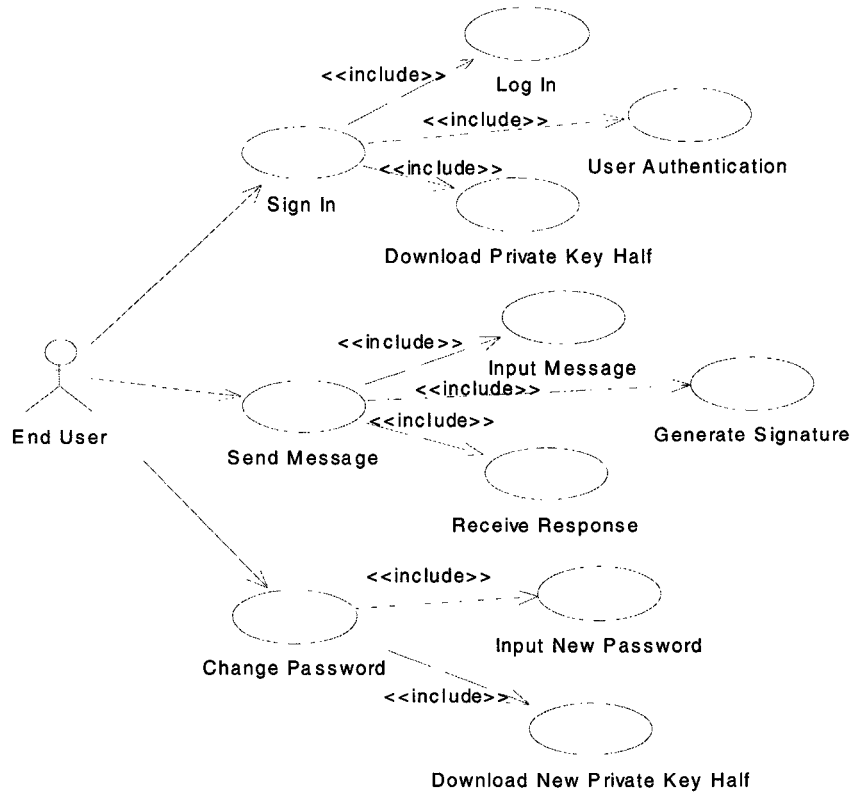 <<include>>
Log In
<<include>>
User Authentication
<<include>>
Sign In
Download Private Key Half
<<include>>
Input Message
<<include>>
<<include>>
End User
Send Message
Generate Signature
Receive Response
<<include>>
Input New Password
Change Password
<<include>>
Download New Private Key Half